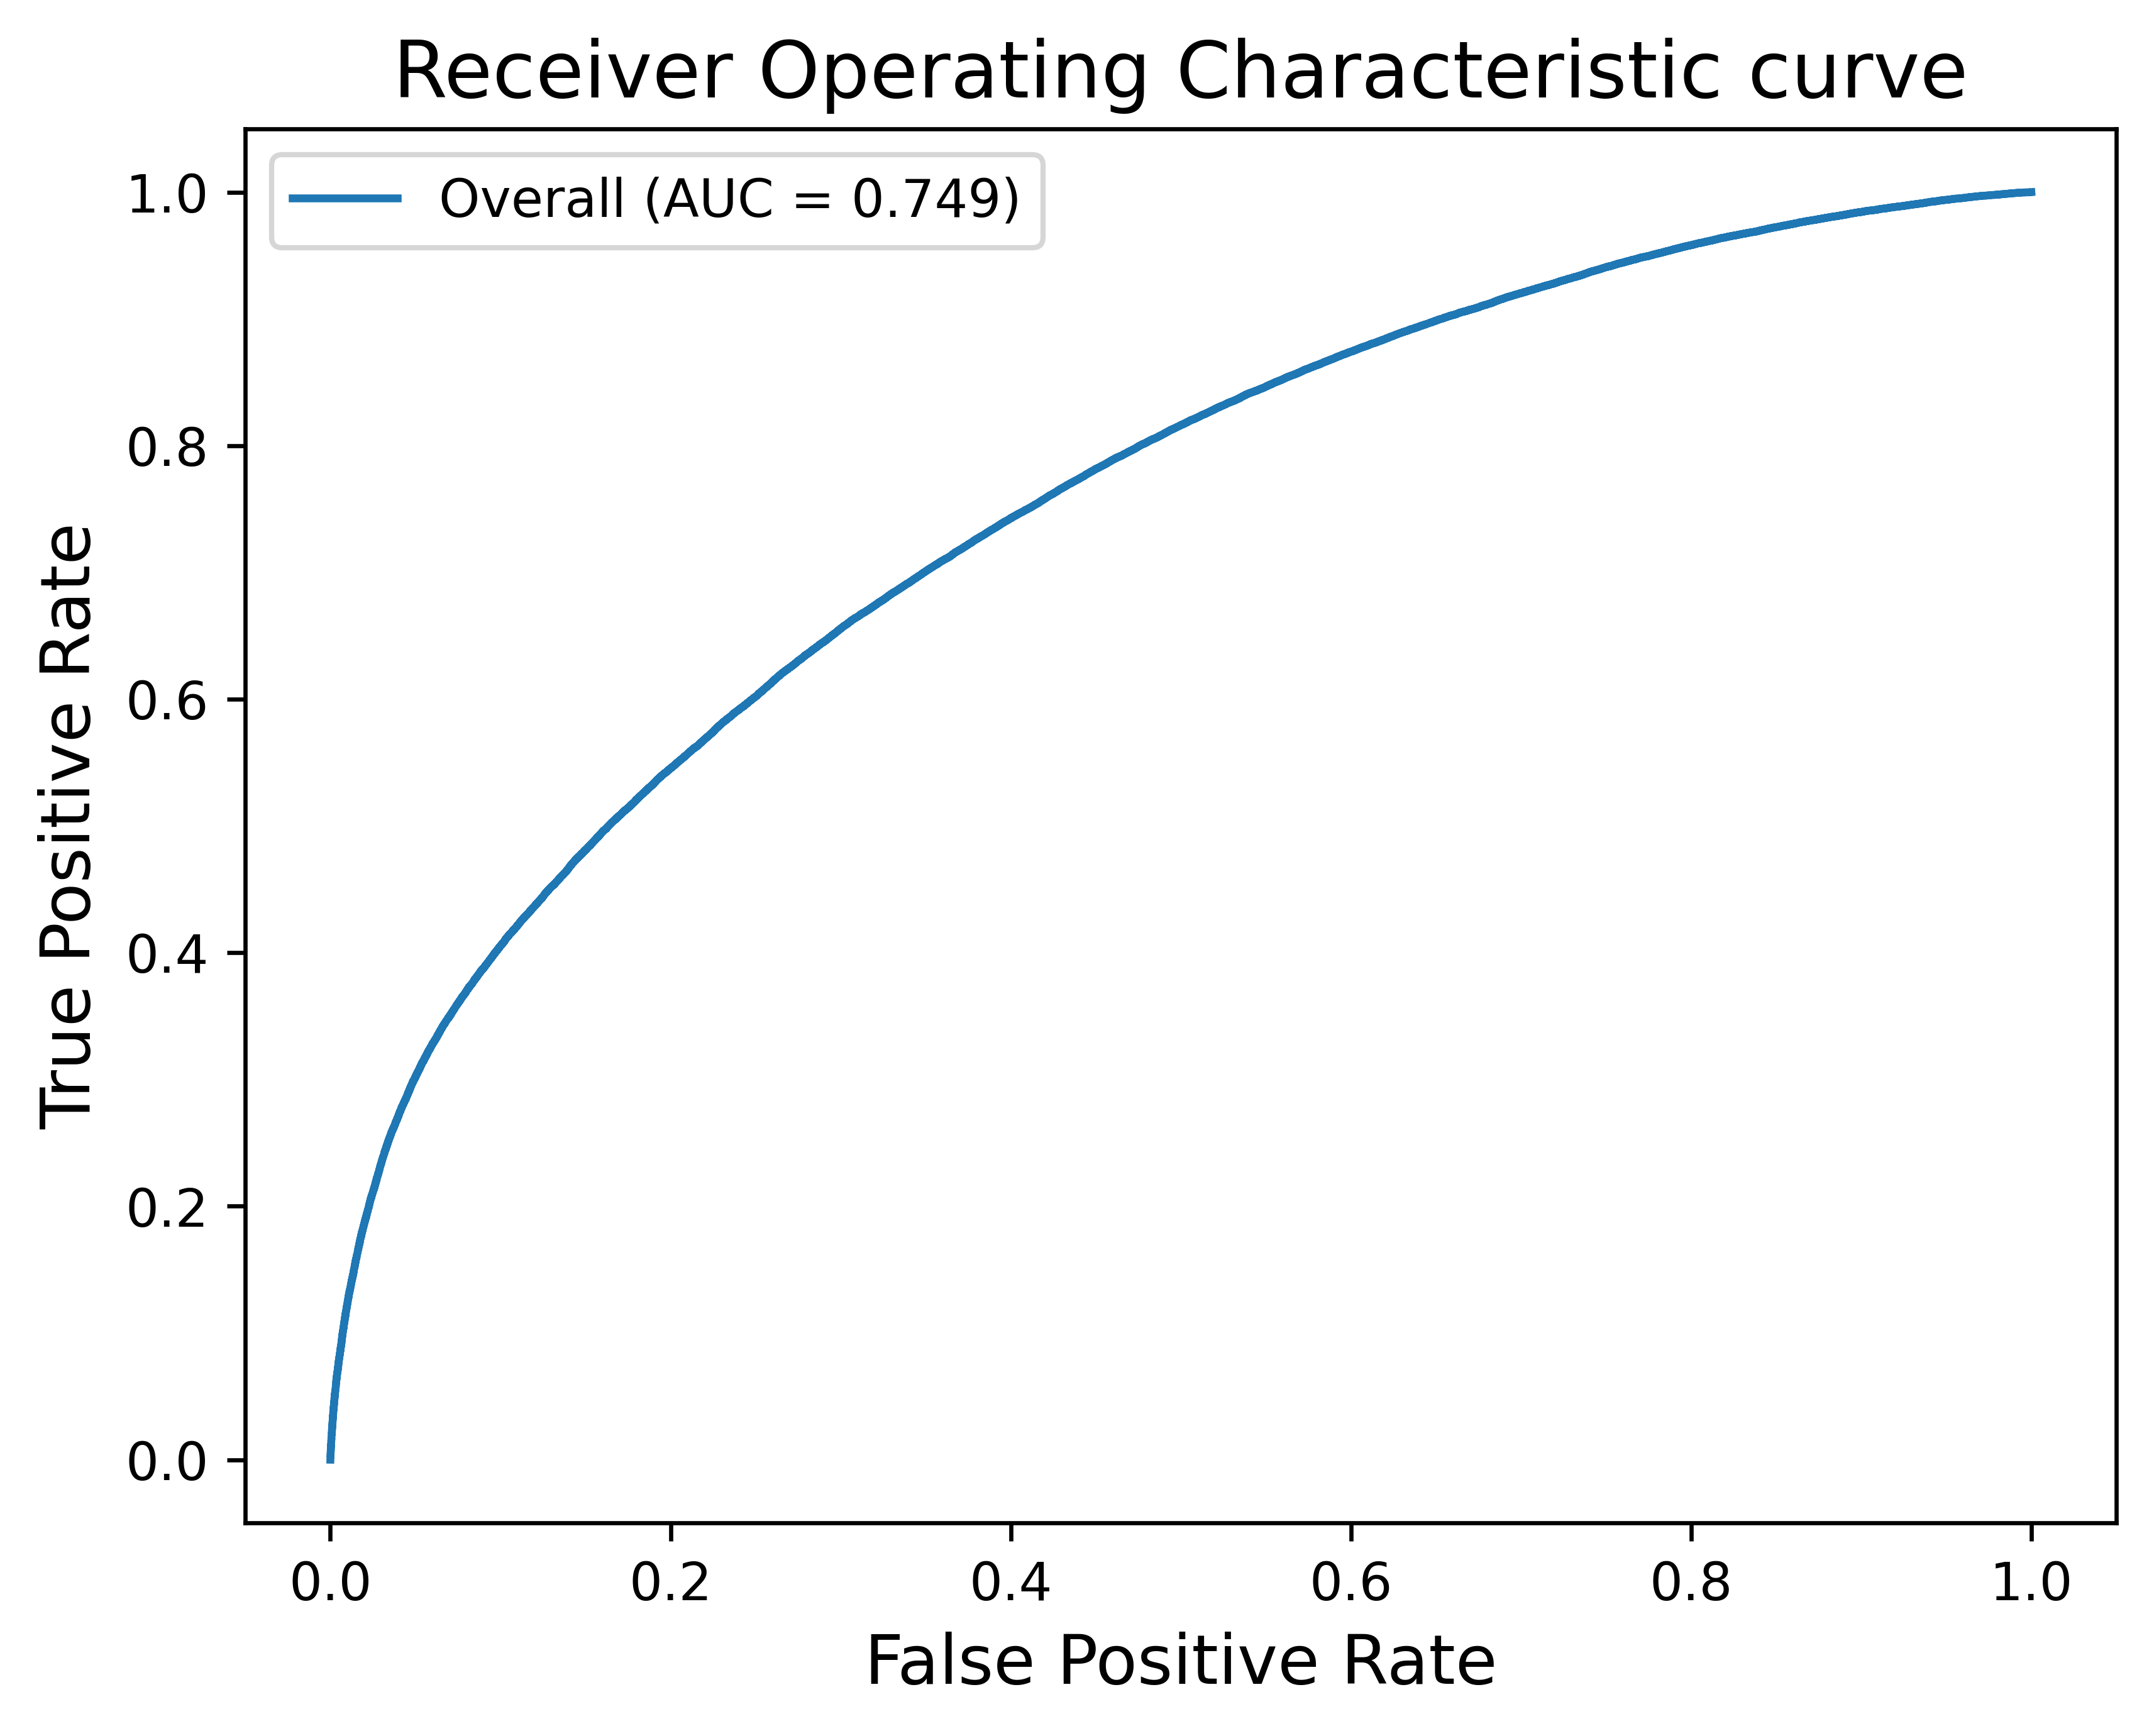 Receiver Operating Characteristic curve
Overall (AUC = 0.749)
True Positive Rate
1.0
0.8
0.6
0.4
0.2
0.0
0.0 0.2 0.4 0.6 0.8 1.0
False Positive Rate